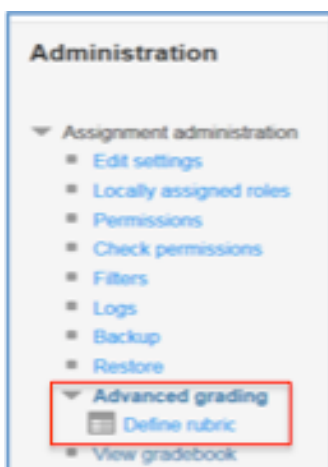 Administration
Assignment administration
Edit settings
Locally assigned roles
Permissions
Check permissions
Filters
Logs
Backup
Restore
Advanced grading
Define rubric
View gradebook